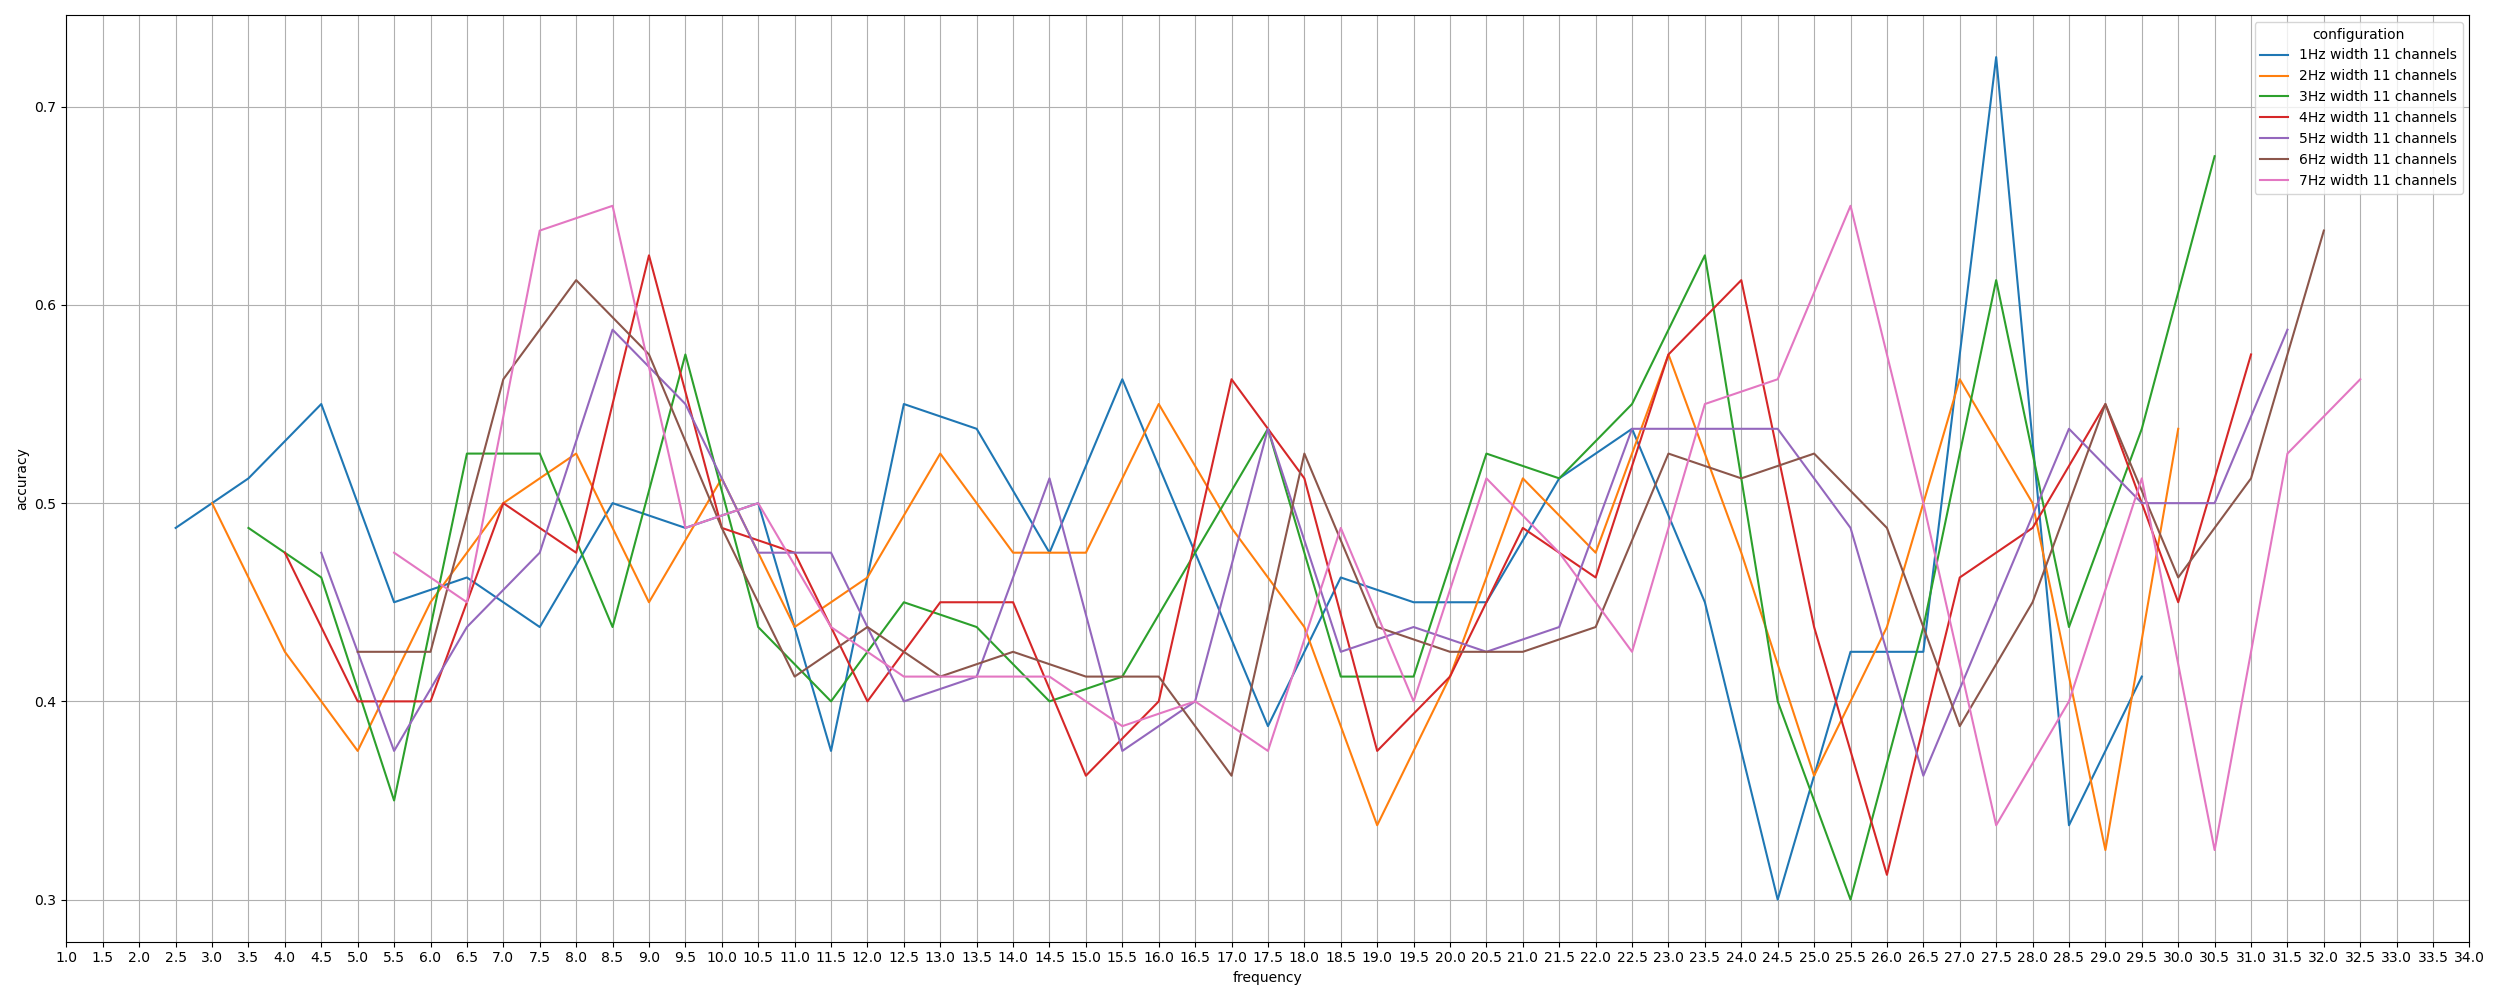 configuration
1Hz width 11 channels
2Hz width 11 channels
3Hz width 11 channels
4Hz width 11 channels
5Hz width 11 channels
6Hz width 11 channels
7Hz width 11 channels
accuracy
0.7
0.6
0.5
0.4
0.3
1.0 1.5 2.0 2.5 3.0 3.5 4.0 4.5 5.0 5.5 6.0 6.5 7.0 7.5 8.0 8.5 9.0 9.5 10.0 10.5 11.0 11.5 12.0 12.5 13.0 13.5 14.0 14.5 15.0 15.5 16.0 16.5 17.0 17.5 18.0 18.5 19.0 19.5 20.0 20.5 21.0 21.5 22.0 22.5 23.0 23.5 24.0 24.5 25.0 25.5 26.0 26.5 27.0 27.5 28.0 28.5 29.0 29.5 30.0 30.5 31.0 31.5 32.0 32.5 33.0 33.5 34.0
frequency